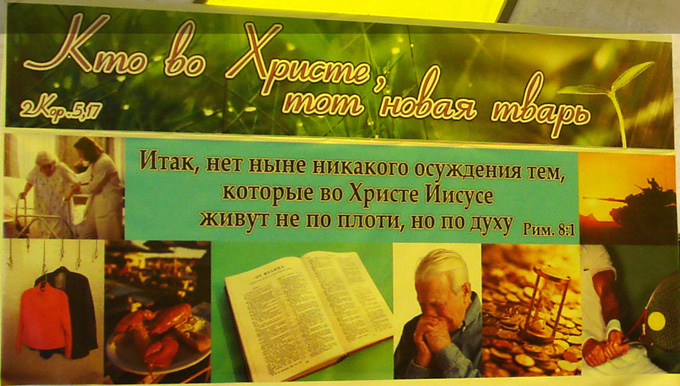 Кто во Христе,
тот новая тварь
2Кор.5,17
Итак, нет ныне никакого осуждения тем,
которые во Христе Иисусе
живут не по плоти, но по духу Рим. 8:1